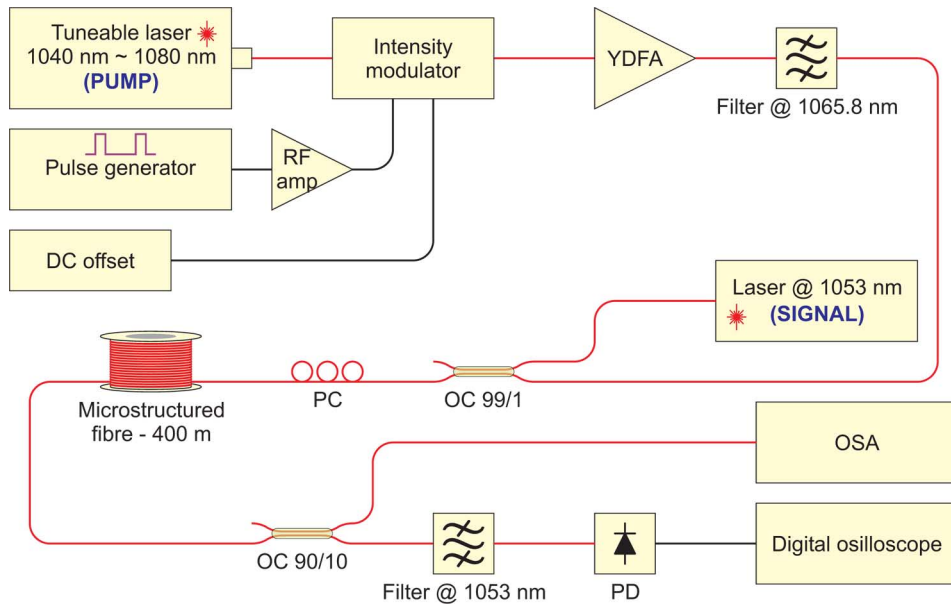 Tuneable laser
1040 nm ~ 1080 nm
(PUMP)
Intensity
modulator
YDFA
Filter @ 1065.8 nm
Pulse generator
RF
amp
DC offset
Laser @ 1053 nm
(SIGNAL)
Microstructured
fibre - 400 m
PC
OC 99/1
OSA
OC 90/10
Filter @ 1053 nm
PD
Digital osilloscope